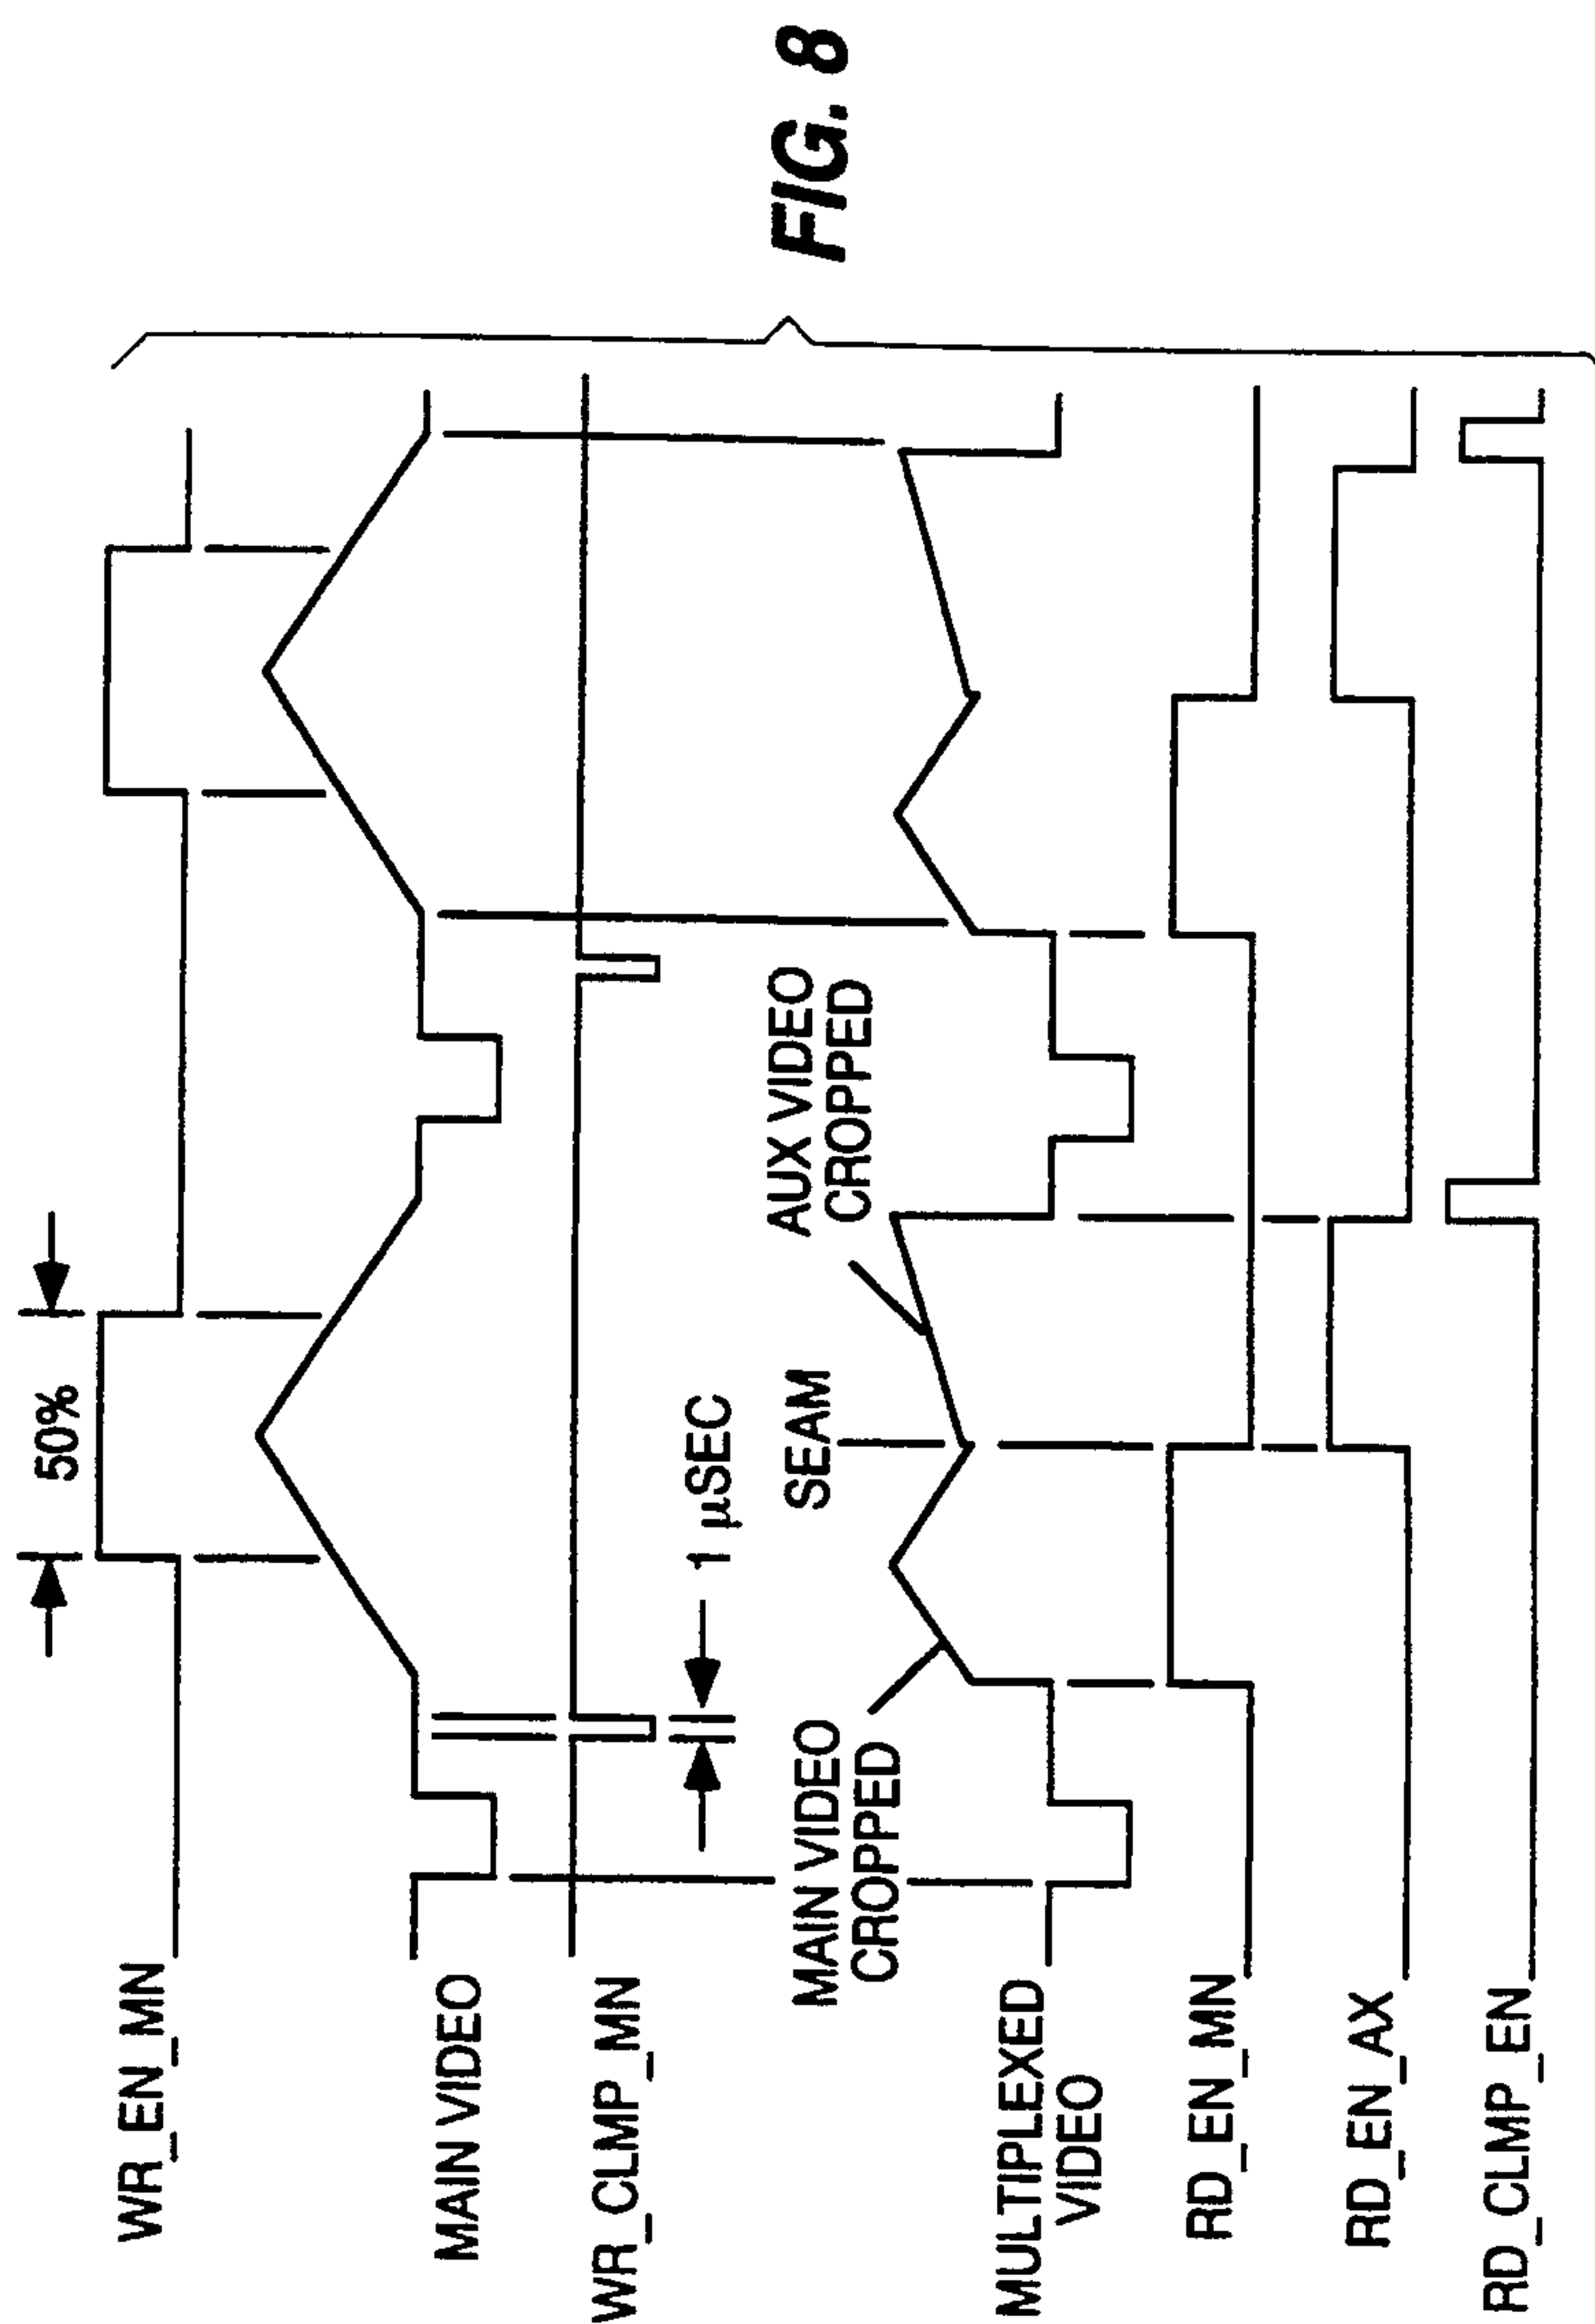 WR_EN_MN
50%
MAIN VIDEO
WR_CLMP_MN
1 µSEC
MAIN VIDEO
CROPPED
SEAM
AUX VIDEO
CROPPED
MULTIPLEXED
VIDEO
RD_EN_MN
RD_EN_AX
RD_CLMP_EN
FIG. 8